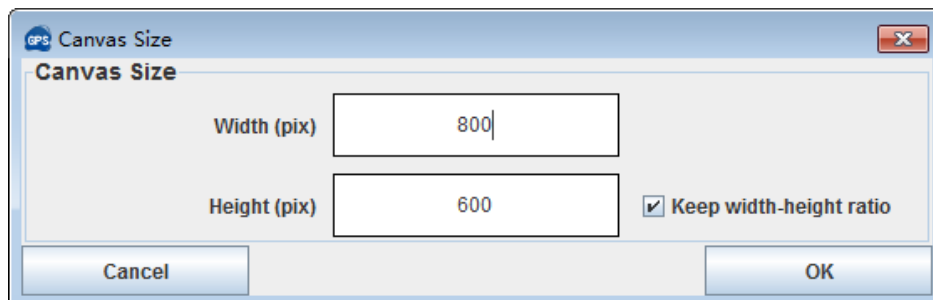 GPS Canvas Size
Canvas Size
Width (pix) 800
Height (pix) 600 Keep width-height ratio
Cancel OK